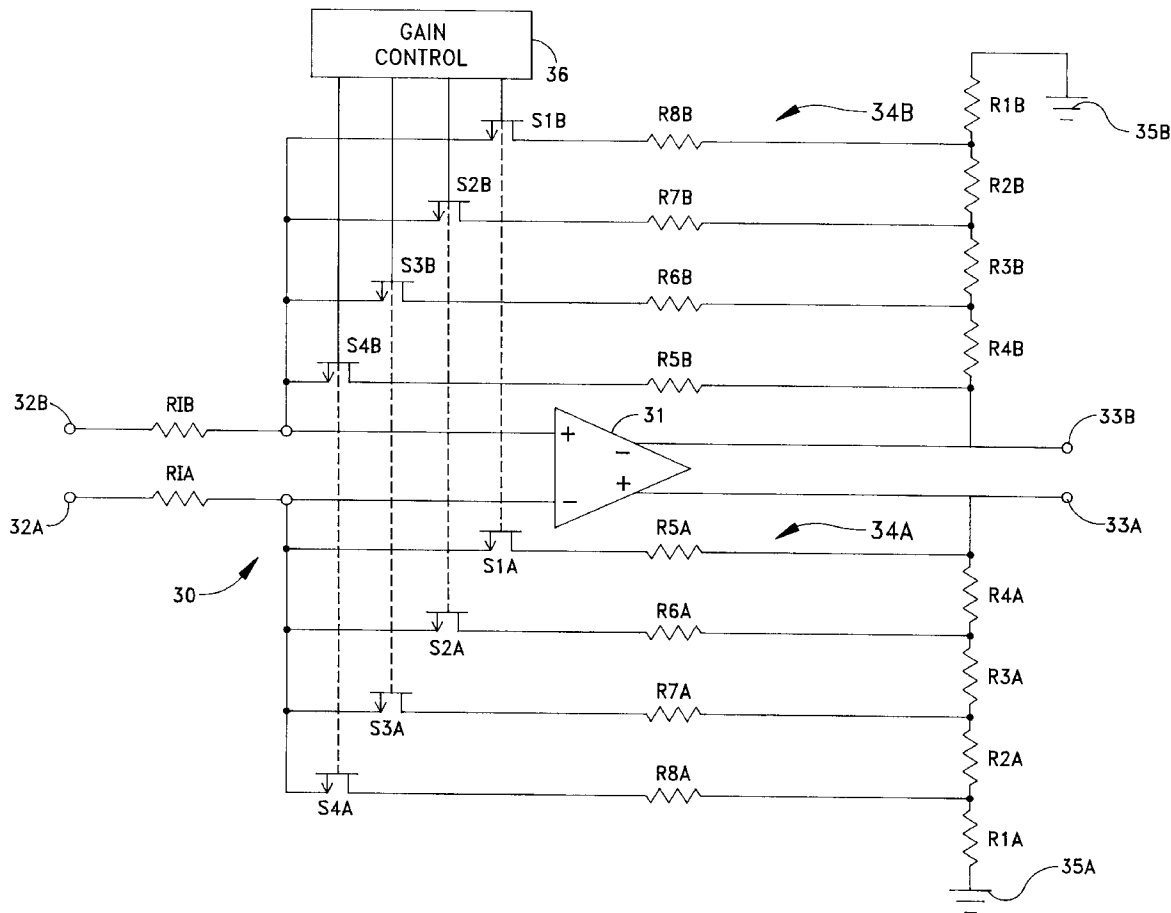 GAIN
CONTROL
36
S1B
R8B
34B
R1B
35B
S2B
R7B
R2B
S3B
R6B
R3B
S4B
R5B
R4B
32B
RIB
31
33B
+
−
RIA
−
+
32A
33A
S1A
R5A
34A
30
R4A
S2A
R6A
R3A
S3A
R7A
R2A
S4A
R8A
R1A
35A